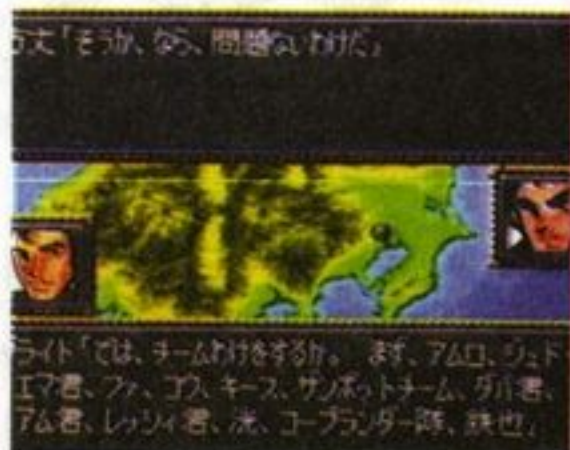 万丈「そうか、なら、問題ないわけだ」
ライト「では、チームわけをするか。 まず、アムロ、ジュド
エマ君、ファ、コウ、キース、ザンボットチーム、ダバ君、
アム君、レッシィ君、洸、コープランダー隊、鉄也」